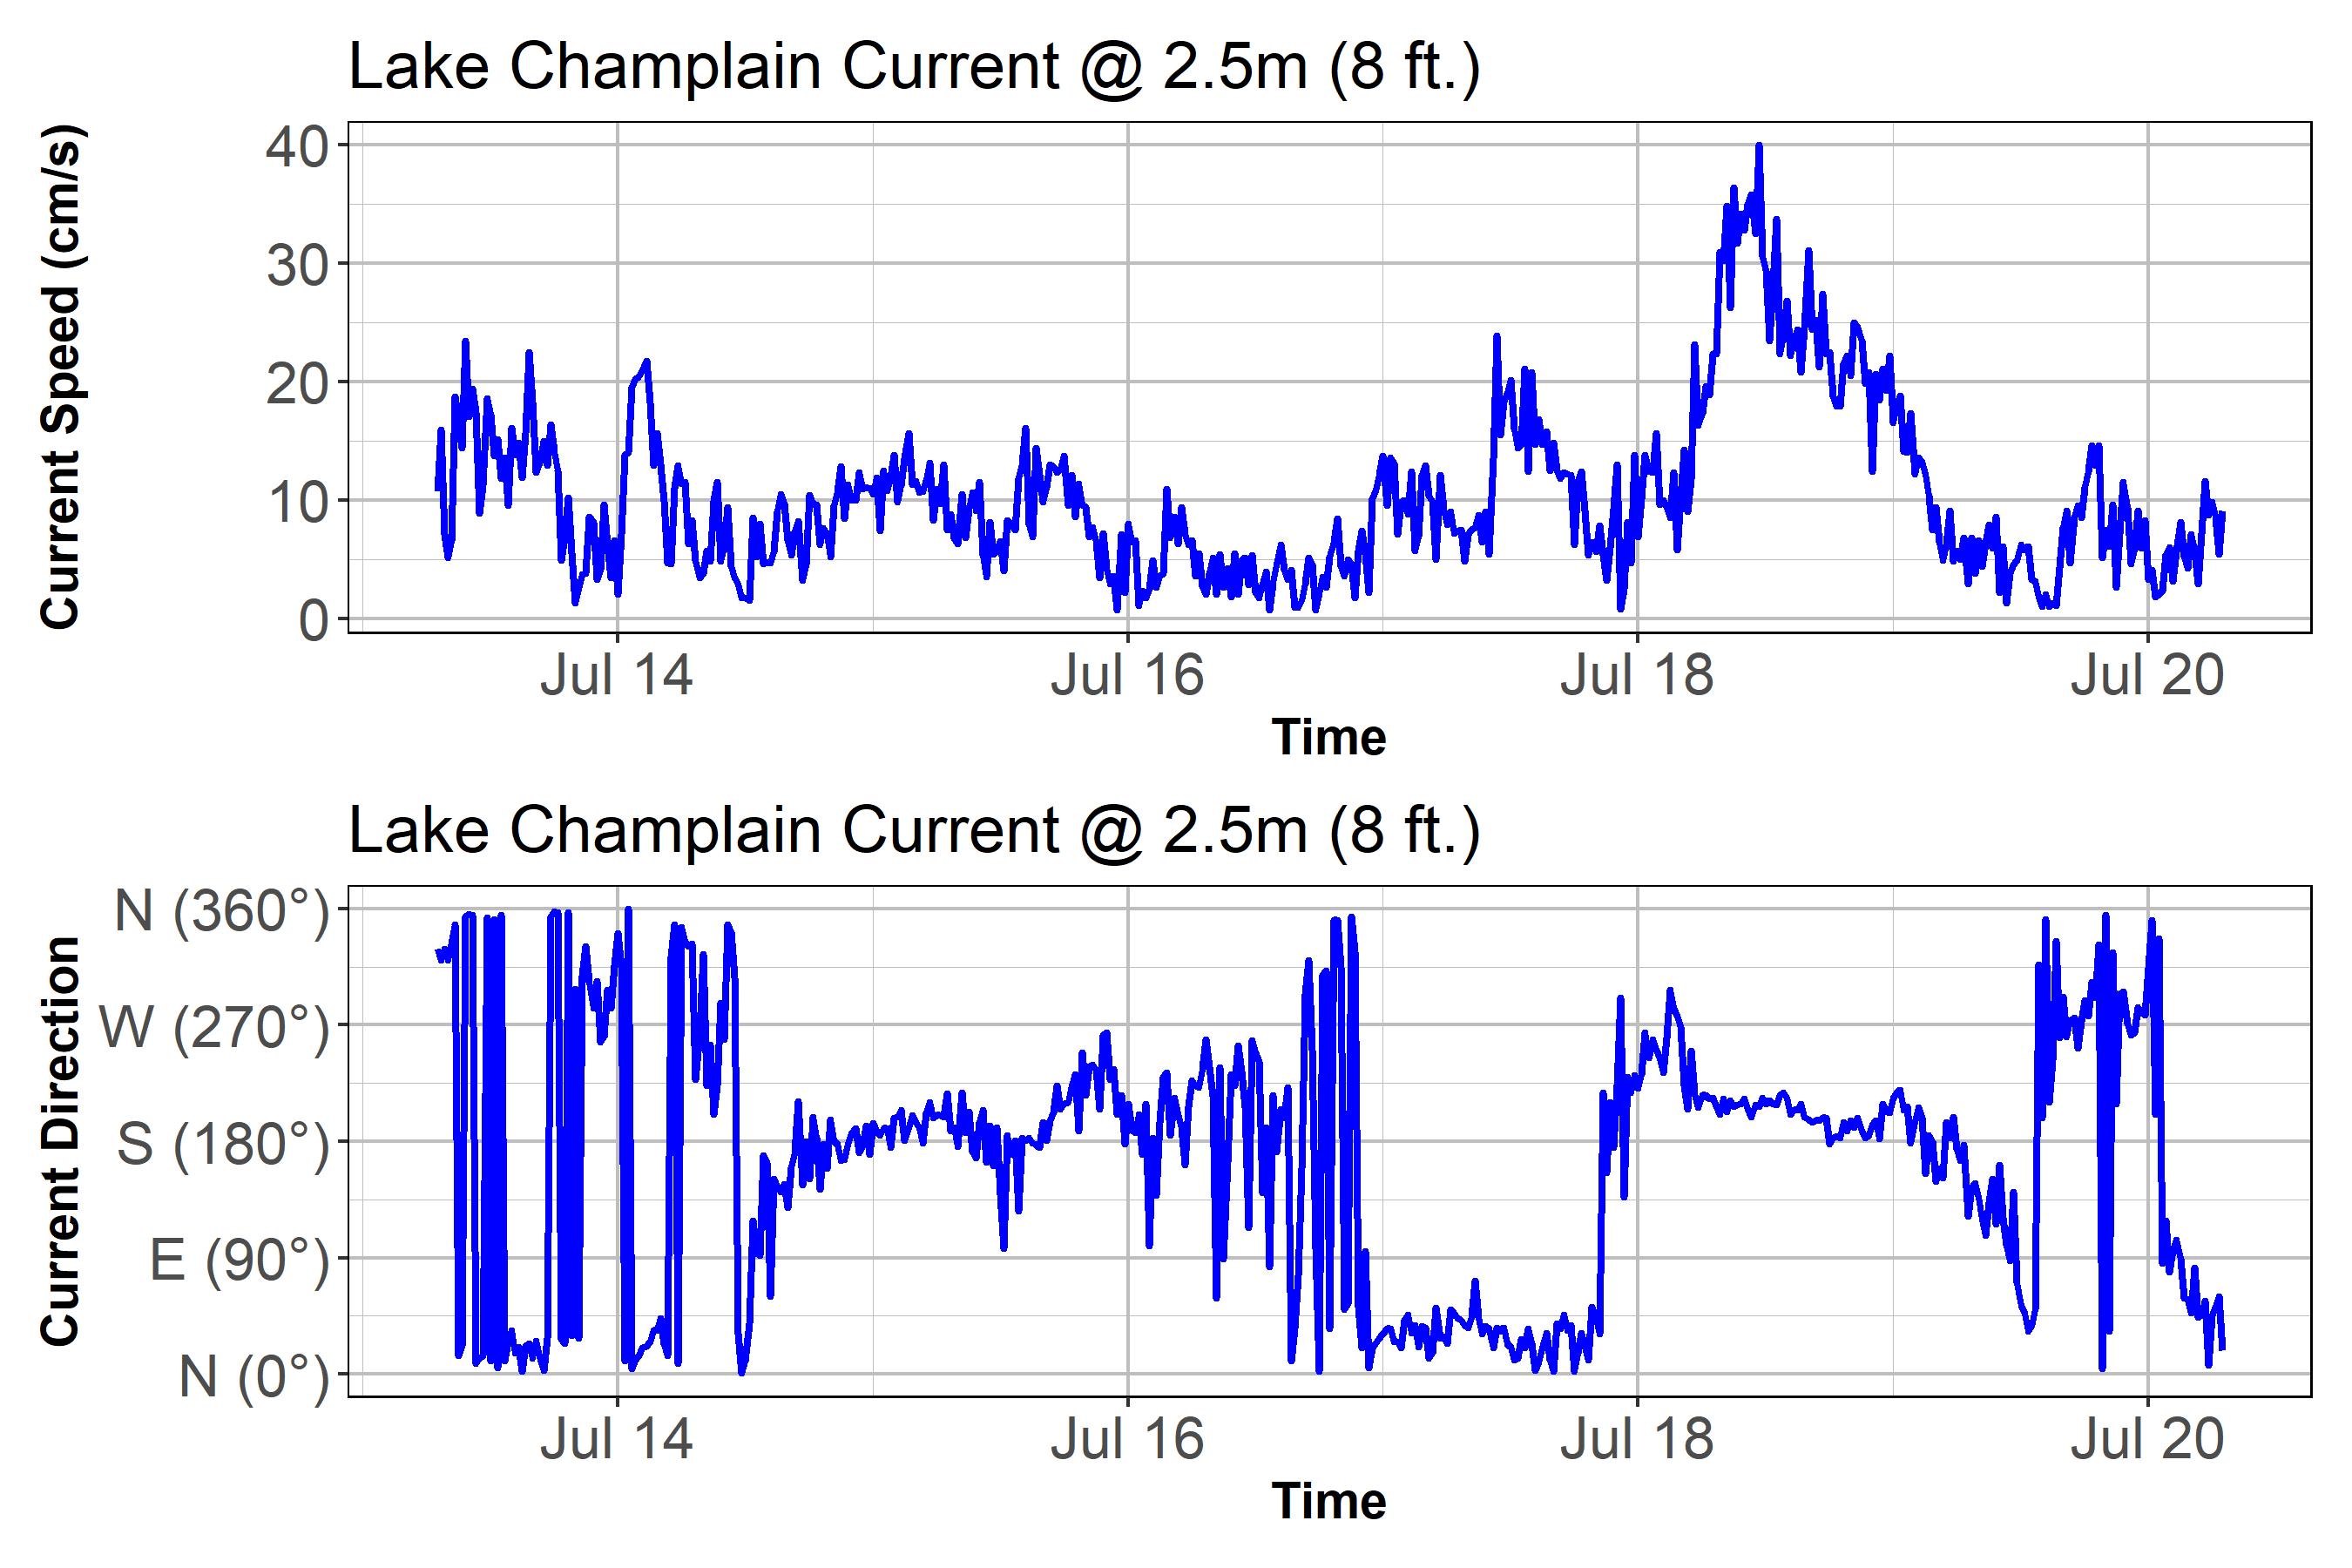 Lake Champlain Current @ 2.5m (8 ft.)
Current Speed (cm/s)
40
30
20
10
0
Jul 14 Jul 16 Jul 18 Jul 20
Time
Lake Champlain Current @ 2.5m (8 ft.)
Current Direction
N (360°)
W (270°)
S (180°)
E (90°)
N (0°)
Jul 14 Jul 16 Jul 18 Jul 20
Time